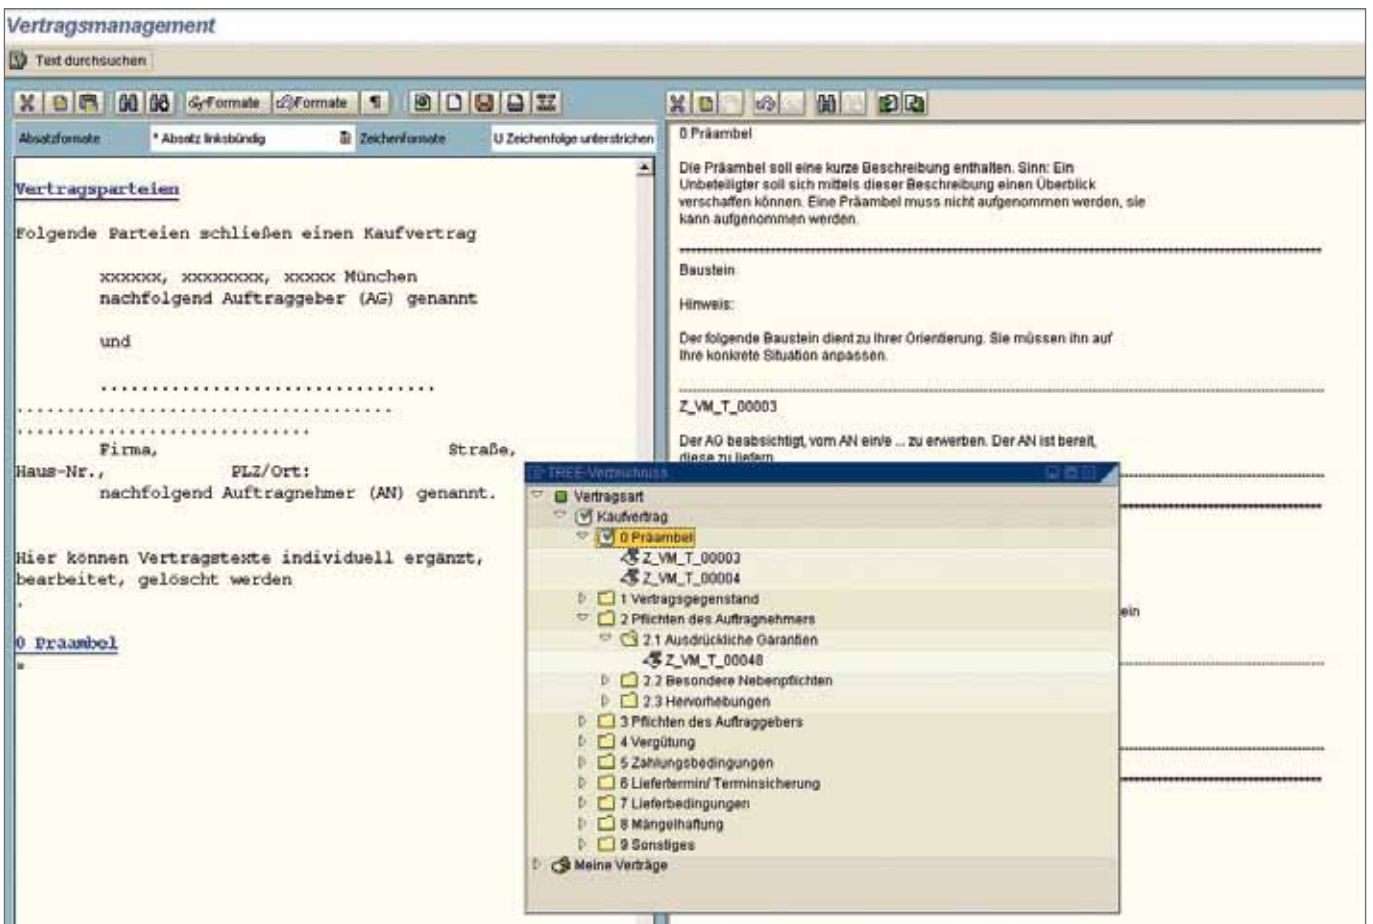 Vertragsmanagement
Text durchsuchen
Formate
Formate
Absatzformate
* Absatz linksbündig
Zeichenformate
U Zeichenfolge unterstrichen
Vertragsparteien
Folgende Parteien schließen einen Kaufvertrag
xxxxxx, xxxxxxxx, xxxxx München
nachfolgend Auftraggeber (AG) genannt
und
..................................
......................................
..............................
Firma, Straße,
Haus-Nr., PLZ/Ort:
nachfolgend Auftragnehmer (AN) genannt.
Hier können Vertragstexte individuell ergänzt,
bearbeitet, gelöscht werden
.
0 Präambel
0 Präambel
Die Präambel soll eine kurze Beschreibung enthalten. Sinn: Ein
Unbeteiligter soll sich mittels dieser Beschreibung einen Überblick
verschaffen können. Eine Präambel muss nicht aufgenommen werden, sie
kann aufgenommen werden.
Baustein
Hinweis:
Der folgende Baustein dient zu Ihrer Orientierung. Sie müssen ihn auf
Ihre konkrete Situation anpassen.
Z_VM_T_00003
Der AG beabsichtigt, vom AN ein/e ... zu erwerben. Der AN ist bereit,
diese zu liefern
ein
TREE-Verzeichniss
Vertragsart
Kaufvertrag
0 Präambel
Z_VM_T_00003
Z_VM_T_00004
1 Vertragsgegenstand
2 Pflichten des Auftragnehmers
2.1 Ausdrückliche Garantien
Z_VM_T_00048
2.2 Besondere Nebenpflichten
2.3 Hervorhebungen
3 Pflichten des Auftraggebers
4 Vergütung
5 Zahlungsbedingungen
6 Liefertermin/ Terminsicherung
7 Lieferbedingungen
8 Mängelhaftung
9 Sonstiges
Meine Verträge